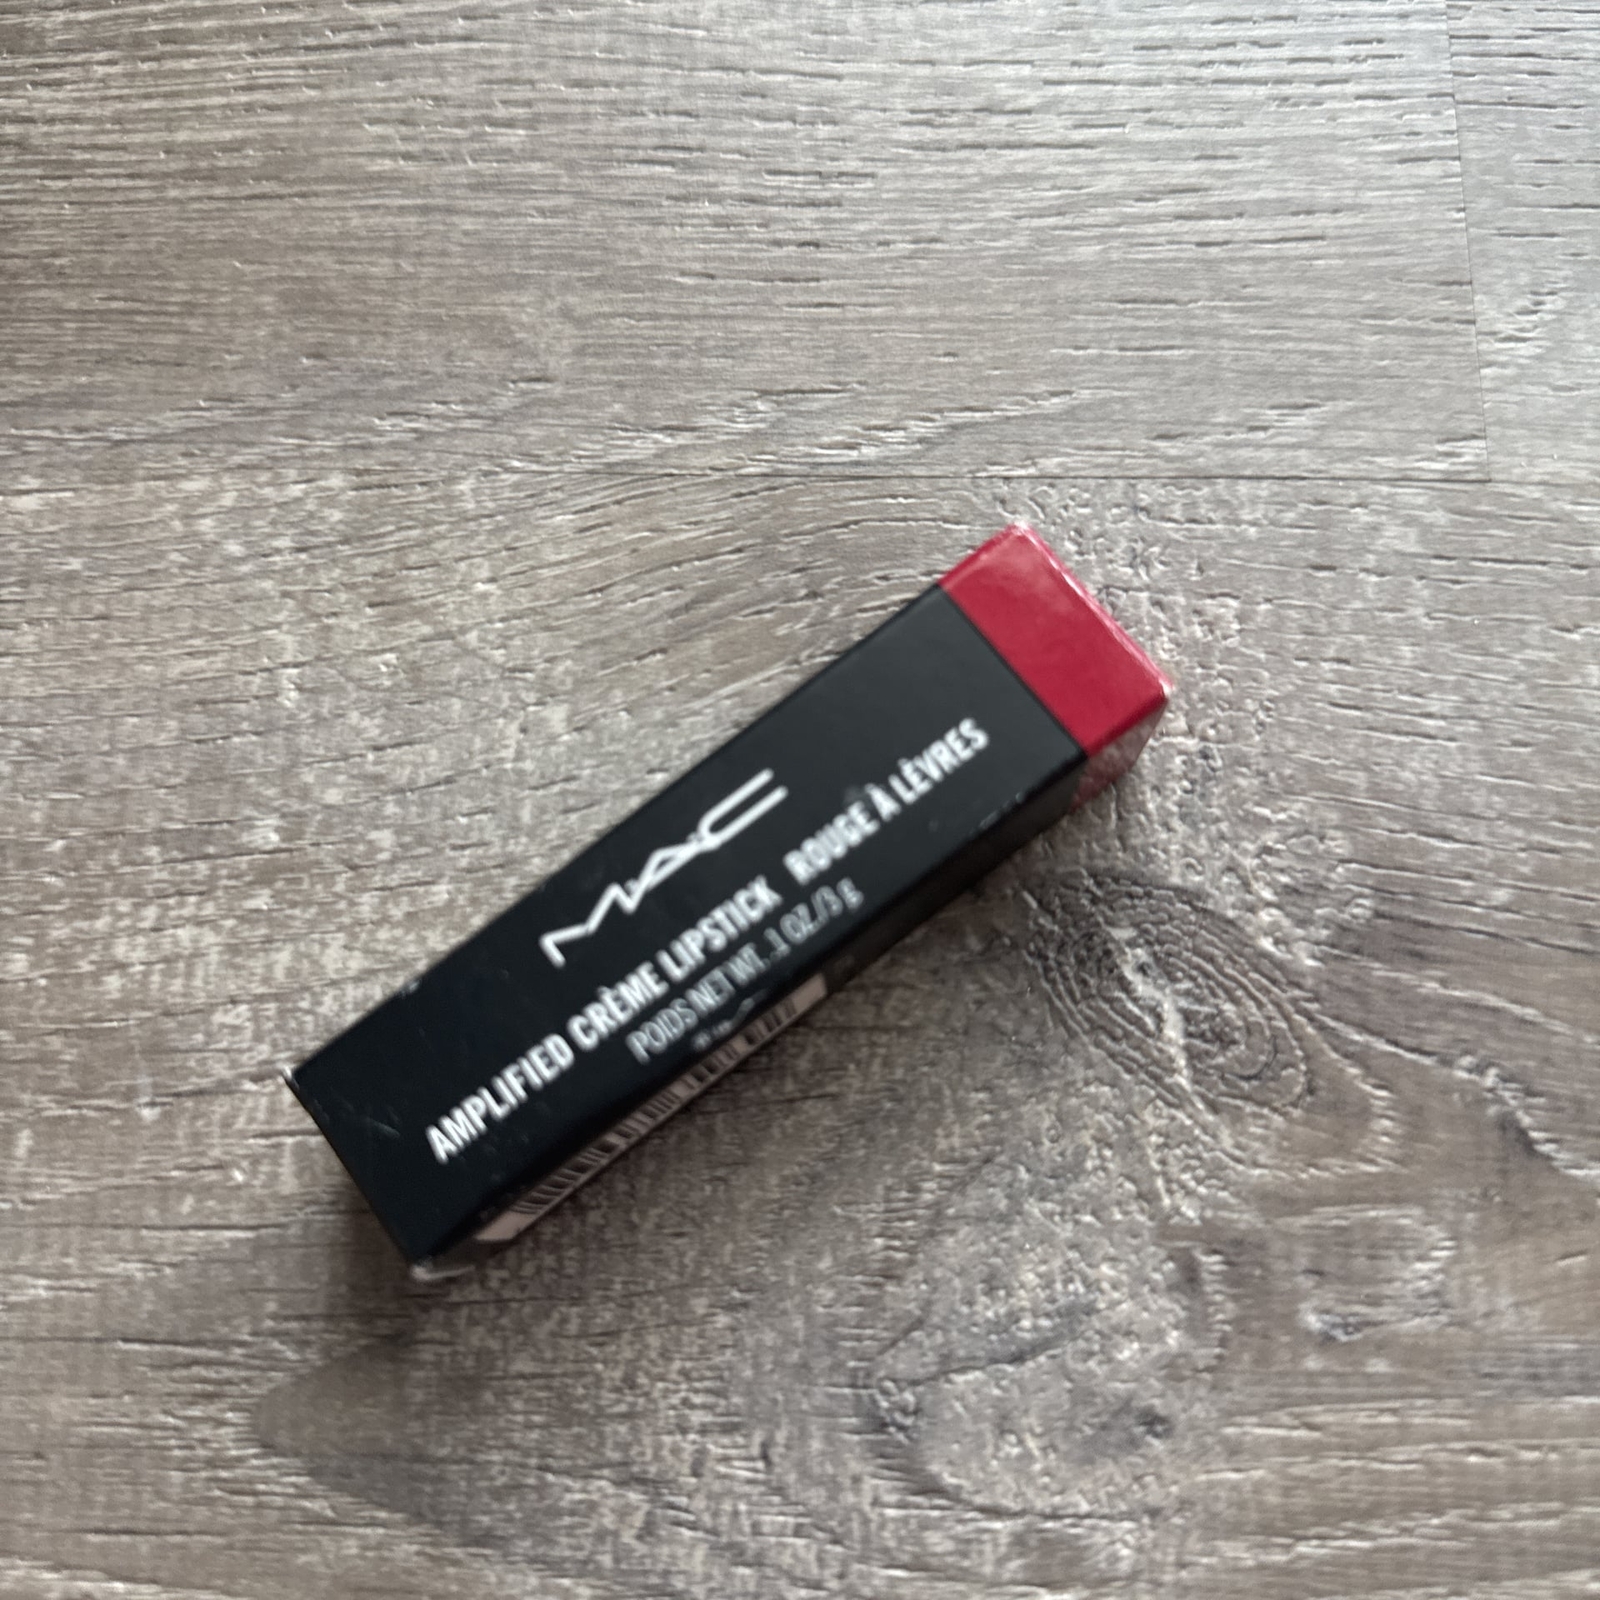 MAC
AMPLIFIED CRÈME LIPSTICK ROUGE À LÈVRES
POIDS NET WT. .1 OZ./3 g